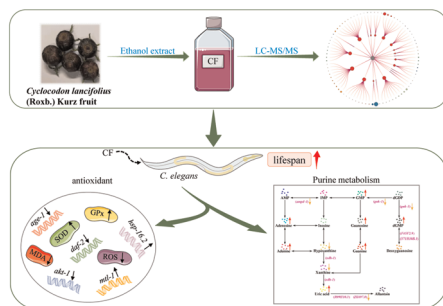 Ethanol extract
CF
LC-MS/MS
Cyclocodon lancifolius
(Roxb.) Kurz fruit
CF
C. elegans
lifespan
antioxidant
age-1
SOD
GPx
hsp-16.2
MDA
daf-2
ROS
akt-1
mtl-1
Purine metabolism
AMP
IMP
GMP
dGDP
Adenosine
Inosine
Guanosine
dGMP
Adenine
Hypoxanthine
Guanine
Deoxyguanosine
Xanthine
Uric acid
Allantoin